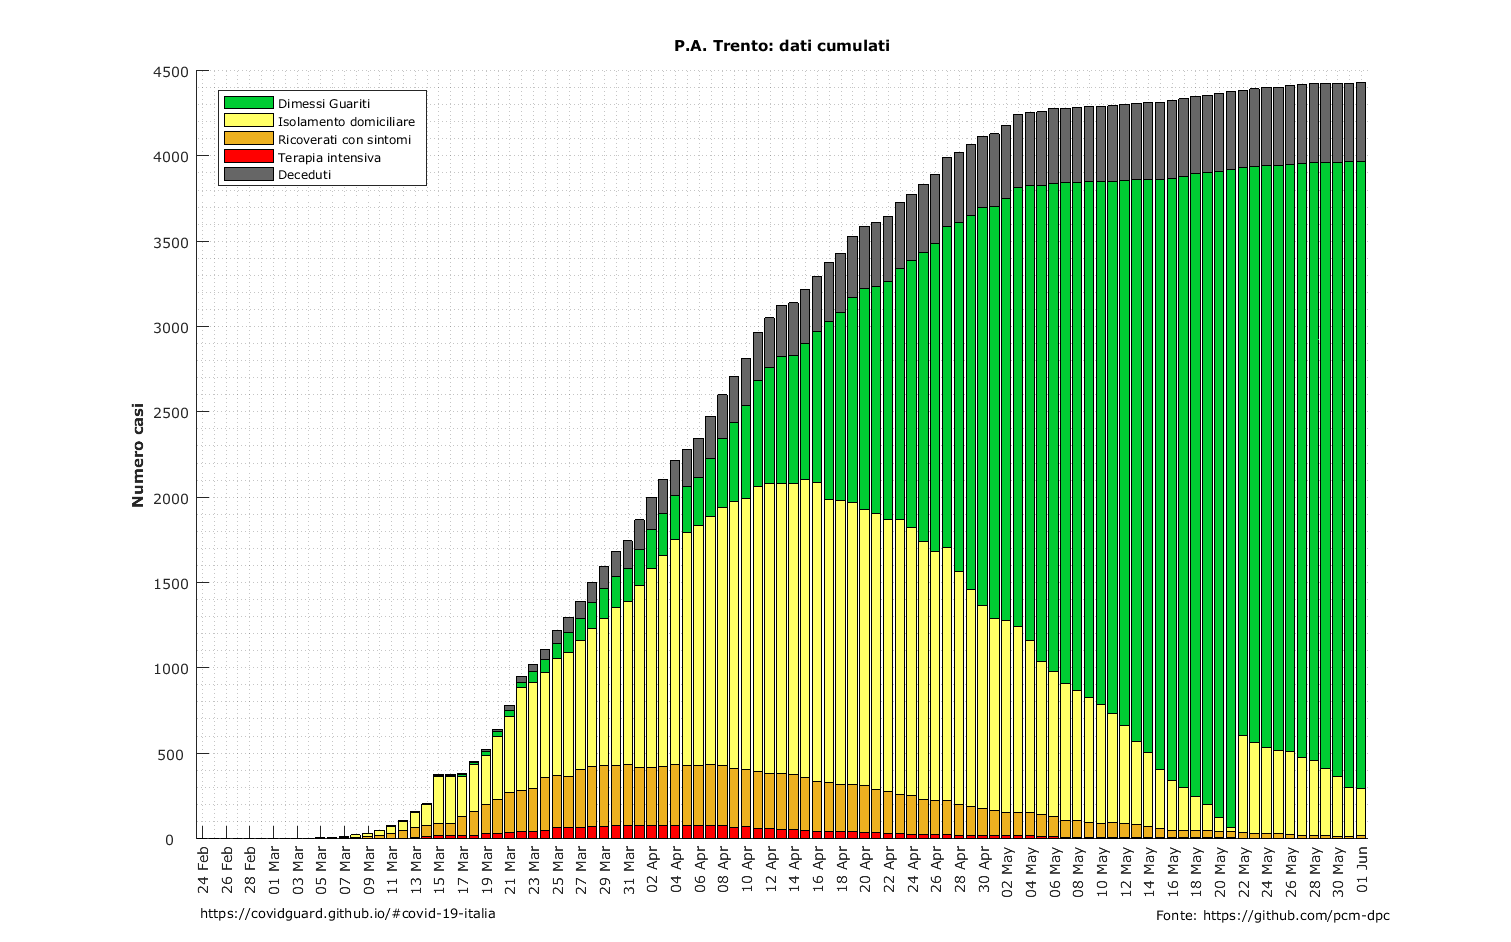 P.A. Trento: dati cumulati
4500
4000
3500
3000
2500
2000
1500
1000
500
0
Numero casi
Dimessi Guariti
Isolamento domiciliare
Ricoverati con sintomi
Terapia intensiva
Deceduti
24 Feb
26 Feb
28 Feb
01 Mar
03 Mar
05 Mar
07 Mar
09 Mar
11 Mar
13 Mar
15 Mar
17 Mar
19 Mar
21 Mar
23 Mar
25 Mar
27 Mar
29 Mar
31 Mar
02 Apr
04 Apr
06 Apr
08 Apr
10 Apr
12 Apr
14 Apr
16 Apr
18 Apr
20 Apr
22 Apr
24 Apr
26 Apr
28 Apr
30 Apr
02 May
04 May
06 May
08 May
10 May
12 May
14 May
16 May
18 May
20 May
22 May
24 May
26 May
28 May
30 May
01 Jun
https://covidguard.github.io/#covid-19-italia
Fonte: https://github.com/pcm-dpc